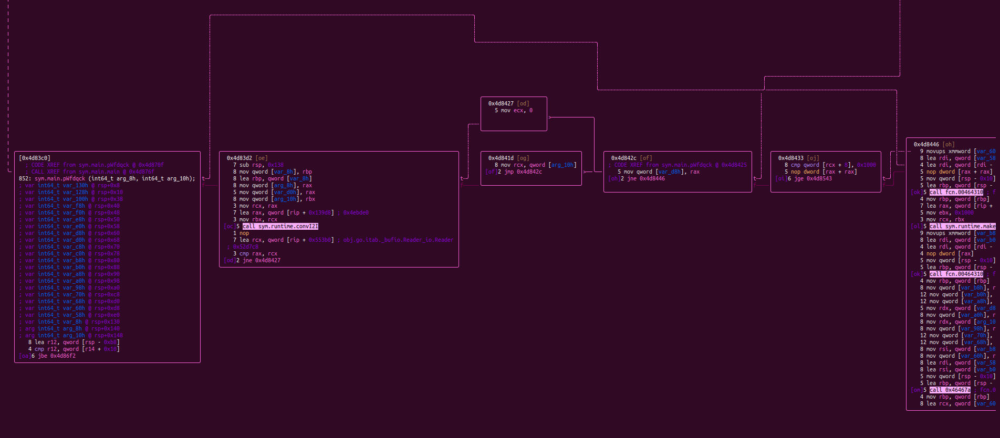 [0x4d83c0]
; CODE XREF from sym.main.pWfdqck @ 0x4d870f
; CALL XREF from sym.main.main @ 0x4d876f
852: sym.main.pWfdqck (int64_t arg_8h, int64_t arg_10h);
; var int64_t var_130h @ rsp+0x8
; var int64_t var_128h @ rsp+0x10
; var int64_t var_100h @ rsp+0x38
; var int64_t var_f8h @ rsp+0x40
; var int64_t var_f0h @ rsp+0x48
; var int64_t var_e8h @ rsp+0x50
; var int64_t var_e0h @ rsp+0x58
; var int64_t var_d8h @ rsp+0x60
; var int64_t var_d0h @ rsp+0x68
; var int64_t var_c8h @ rsp+0x70
; var int64_t var_c0h @ rsp+0x78
; var int64_t var_b8h @ rsp+0x80
; var int64_t var_b0h @ rsp+0x88
; var int64_t var_a8h @ rsp+0x90
; var int64_t var_a0h @ rsp+0x98
; var int64_t var_98h @ rsp+0xa0
; var int64_t var_70h @ rsp+0xc8
; var int64_t var_68h @ rsp+0xd0
; var int64_t var_60h @ rsp+0xd8
; var int64_t var_58h @ rsp+0xe0
; var int64_t var_8h @ rsp+0x130
; arg int64_t arg_8h @ rsp+0x140
; arg int64_t arg_10h @ rsp+0x148
8 lea r12, qword [rsp - 0xb8]
4 cmp r12, qword [r14 + 0x10]
[oa]6 jbe 0x4d86f2
t
f
0x4d83d2 [oe]
7 sub rsp, 0x138
8 mov qword [var_8h], rbp
8 lea rbp, qword [var_8h]
8 mov qword [arg_8h], rax
5 mov qword [var_d0h], rax
8 mov qword [arg_10h], rbx
3 mov rcx, rax
7 lea rax, qword [rip + 0x139d8] ; 0x4ebde0
3 mov rbx, rcx
[oc]5 call sym.runtime.convI2I
1 nop
7 lea rcx, qword [rip + 0x553b0] ; obj.go.itab._bufio.Reader_io.Reader
; 0x52d7c8
3 cmp rax, rcx
[od]2 jne 0x4d8427
t
f
0x4d8427 [od]
5 mov ecx, 0
>
0x4d841d [og]
8 mov rcx, qword [arg_10h]
[of]2 jmp 0x4d842c
>
0x4d842c [of]
; CODE XREF from sym.main.pWfdqck @ 0x4d8425
5 mov qword [var_d8h], rax
[oh]2 jne 0x4d8446
t
f
0x4d8433 [oj]
8 cmp qword [rcx + 8], 0x1000
5 nop dword [rax + rax]
[oi]6 jge 0x4d8543
t
f
0x4d8446 [oh]
9 movups xmmword [var_60
8 lea rdi, qword [var_58
4 lea rdi, qword [rdi -
5 nop dword [rax + rax]
5 mov qword [rsp - 0x10]
5 lea rbp, qword [rsp -
[ok]5 call fcn.00464310 ; f
4 mov rbp, qword [rbp]
7 lea rax, qword [rip +
5 mov ebx, 0x1000
3 mov rcx, rbx
[ol]5 call sym.runtime.make
9 movups xmmword [var_b8
8 lea rdi, qword [var_b0
4 lea rdi, qword [rdi -
4 nop dword [rax]
5 mov qword [rsp - 0x10]
5 lea rbp, qword [rsp -
[ok]5 call fcn.00464310 ; f
4 mov rbp, qword [rbp]
8 mov qword [var_b8h], r
12 mov qword [var_b0h],
12 mov qword [var_a8h],
5 mov rdx, qword [var_d8
8 mov qword [var_a0h], r
8 mov rdx, qword [arg_10
8 mov qword [var_98h], r
12 mov qword [var_70h],
12 mov qword [var_68h],
8 mov rsi, qword [var_b8
8 mov qword [var_60h], r
8 lea rdi, qword [var_58
8 lea rsi, qword [var_b0
5 mov qword [rsp - 0x10]
5 lea rbp, qword [rsp -
[om]5 call 0x46467a ; fcn.0
4 mov rbp, qword [rbp]
8 lea rcx, qword [var_60